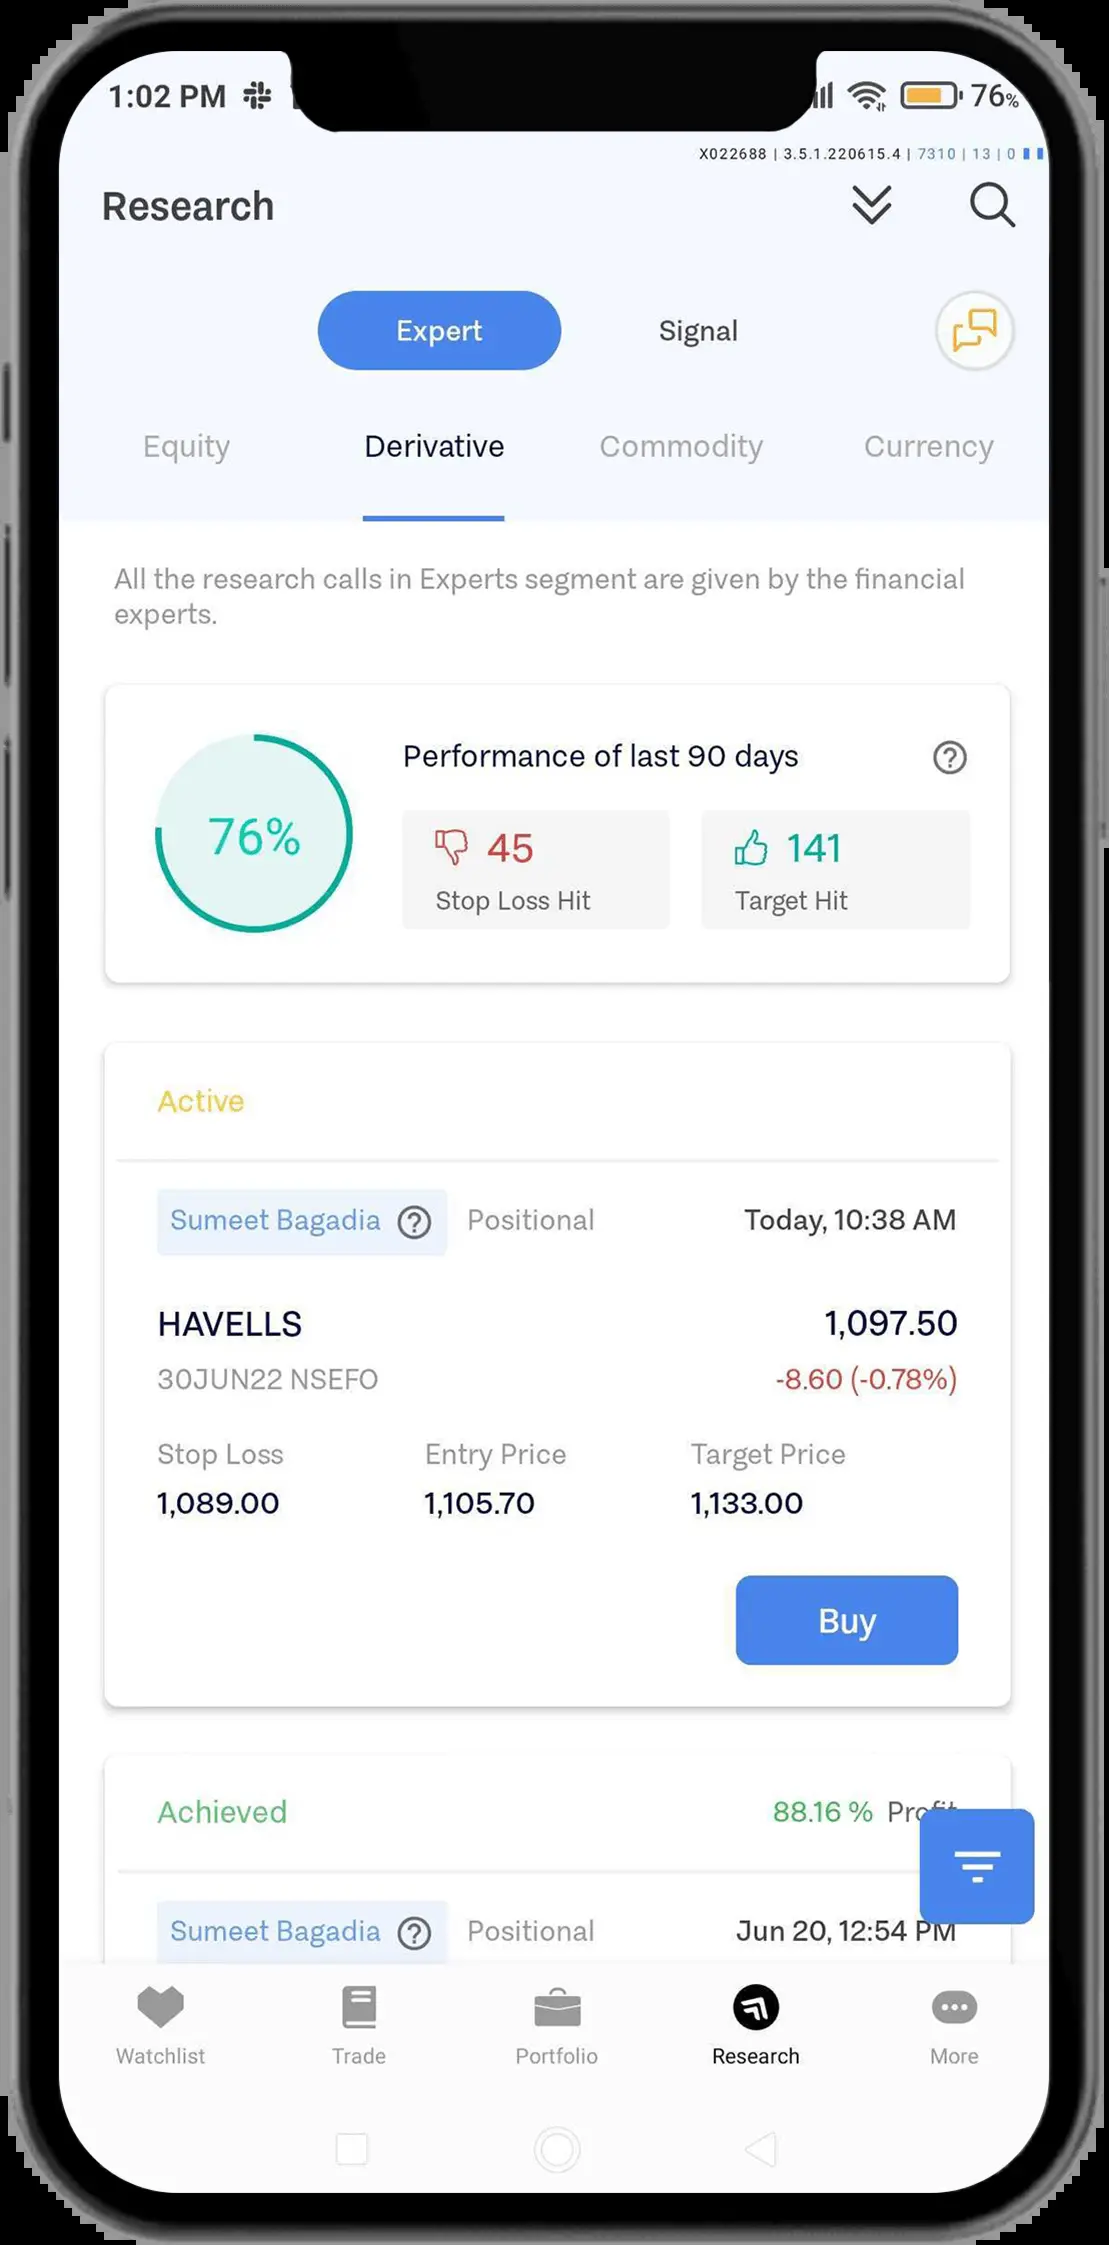 1:02 PM 76%
X022688 | 3.5.1.220615.4 | 7310 | 13 | 0
Research
Expert Signal
Equity Derivative Commodity Currency
All the research calls in Experts segment are given by the financial
experts.
Performance of last 90 days
76%
45 141
Stop Loss Hit Target Hit
Active
Sumeet Bagadia Positional Today, 10:38 AM
HAVELLS 1,097.50
30JUN22 NSEFO -8.60 (-0.78%)
Stop Loss Entry Price Target Price
1,089.00 1,105.70 1,133.00
Buy
Achieved 88.16 % Profit
Sumeet Bagadia Positional Jun 20, 12:54 PM
Watchlist Trade Portfolio Research More